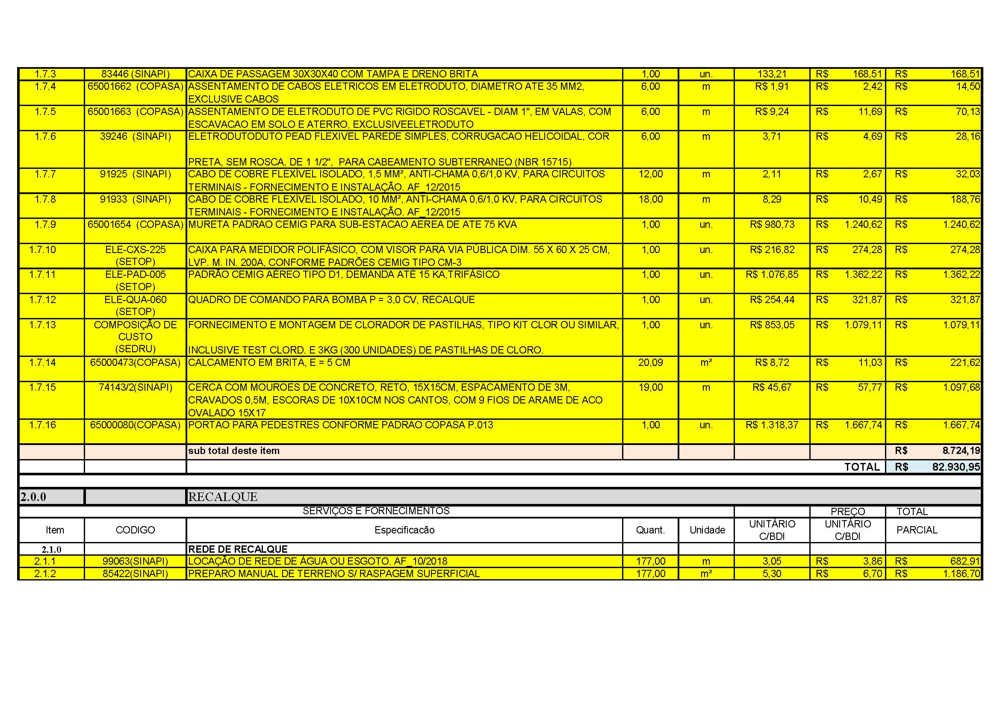 1.7.3 83446 (SINAPI) CAIXA DE PASSAGEM 30X30X40 COM TAMPA E DRENO BRITA 1,00 un. 133,21 R$ 168,51 R$ 168,51
1.7.4 65001662 (COPASA) ASSENTAMENTO DE CABOS ELETRICOS EM ELETRODUTO, DIAMETRO ATE 35 MM2, 6,00 m R$ 1,91 R$ 2,42 R$ 14,50
EXCLUSIVE CABOS
1.7.5 65001663 (COPASA) ASSENTAMENTO DE ELETRODUTO DE PVC RIGIDO ROSCAVEL - DIAM 1", EM VALAS, COM 6,00 m R$ 9,24 R$ 11,69 R$ 70,13
ESCAVACAO EM SOLO E ATERRO, EXCLUSIVEELETRODUTO
1.7.6 39246 (SINAPI) ELETRODUTODUTO PEAD FLEXIVEL PAREDE SIMPLES, CORRUGACAO HELICOIDAL, COR 6,00 m 3,71 R$ 4,69 R$ 28,16
PRETA, SEM ROSCA, DE 1 1/2", PARA CABEAMENTO SUBTERRANEO (NBR 15715)
1.7.7 91925 (SINAPI) CABO DE COBRE FLEXÍVEL ISOLADO, 1,5 MM², ANTI-CHAMA 0,6/1,0 KV, PARA CIRCUITOS 12,00 m 2,11 R$ 2,67 R$ 32,03
TERMINAIS - FORNECIMENTO E INSTALAÇÃO. AF_12/2015
1.7.8 91933 (SINAPI) CABO DE COBRE FLEXÍVEL ISOLADO, 10 MM², ANTI-CHAMA 0,6/1,0 KV, PARA CIRCUITOS 18,00 m 8,29 R$ 10,49 R$ 188,76
TERMINAIS - FORNECIMENTO E INSTALAÇÃO. AF_12/2015
1.7.9 65001654 (COPASA) MURETA PADRAO CEMIG PARA SUB-ESTACAO AEREA DE ATE 75 KVA 1,00 un. R$ 980,73 R$ 1.240,62 R$ 1.240,62
1.7.10 ELE-CXS-225 CAIXA PARA MEDIDOR POLIFÁSICO, COM VISOR PARA VIA PÚBLICA DIM. 55 X 60 X 25 CM, 1,00 un. R$ 216,82 R$ 274,28 R$ 274,28
(SETOP) LVP. M. IN. 200A, CONFORME PADRÕES CEMIG TIPO CM-3
1.7.11 ELE-PAD-005 PADRÃO CEMIG AÉREO TIPO D1, DEMANDA ATÉ 15 KA,TRIFÁSICO 1,00 un. R$ 1.076,85 R$ 1.362,22 R$ 1.362,22
(SETOP)
1.7.12 ELE-QUA-060 QUADRO DE COMANDO PARA BOMBA P = 3,0 CV, RECALQUE 1,00 un. R$ 254,44 R$ 321,87 R$ 321,87
(SETOP)
1.7.13 COMPOSIÇÃO DE FORNECIMENTO E MONTAGEM DE CLORADOR DE PASTILHAS, TIPO KIT CLOR OU SIMILAR, 1,00 un. R$ 853,05 R$ 1.079,11 R$ 1.079,11
CUSTO
(SEDRU) INCLUSIVE TEST CLORD. E 3KG (300 UNIDADES) DE PASTILHAS DE CLORO.
1.7.14 65000473(COPASA) CALCAMENTO EM BRITA, E = 5 CM 20,09 m² R$ 8,72 R$ 11,03 R$ 221,62
1.7.15 74143/2(SINAPI) CERCA COM MOUROES DE CONCRETO, RETO, 15X15CM, ESPACAMENTO DE 3M, 19,00 m R$ 45,67 R$ 57,77 R$ 1.097,68
CRAVADOS 0,5M, ESCORAS DE 10X10CM NOS CANTOS, COM 9 FIOS DE ARAME DE ACO
OVALADO 15X17
1.7.16 65000080(COPASA) PORTAO PARA PEDESTRES CONFORME PADRAO COPASA P.013 1,00 un. R$ 1.318,37 R$ 1.667,74 R$ 1.667,74
sub total deste item R$ 8.724,19
TOTAL R$ 82.930,95
2.0.0 RECALQUE
SERVIÇOS E FORNECIMENTOS PREÇO TOTAL
Item CODIGO Especificacão Quant. Unidade UNITÁRIO UNITÁRIO PARCIAL
C/BDI C/BDI
2.1.0 REDE DE RECALQUE
2.1.1 99063(SINAPI) LOCAÇÃO DE REDE DE ÁGUA OU ESGOTO. AF_10/2018 177,00 m 3,05 R$ 3,86 R$ 682,91
2.1.2 85422(SINAPI) PREPARO MANUAL DE TERRENO S/ RASPAGEM SUPERFICIAL 177,00 m² 5,30 R$ 6,70 R$ 1.186,70